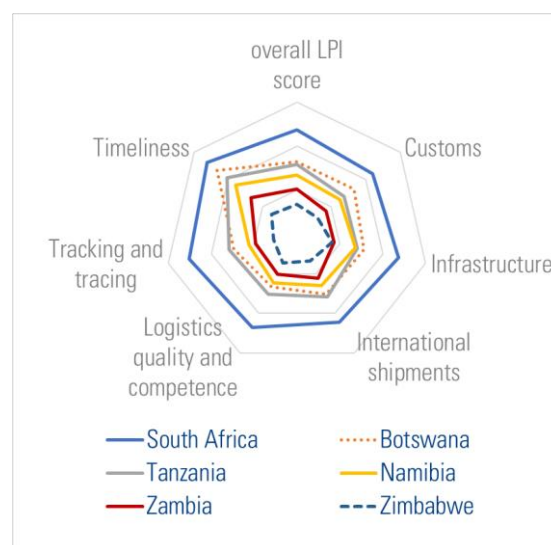 overall LPI
score
Timeliness
Customs
Tracking and
tracing
Infrastructure
Logistics
quality and
competence
International
shipments
South Africa
Botswana
Tanzania
Namibia
Zambia
Zimbabwe